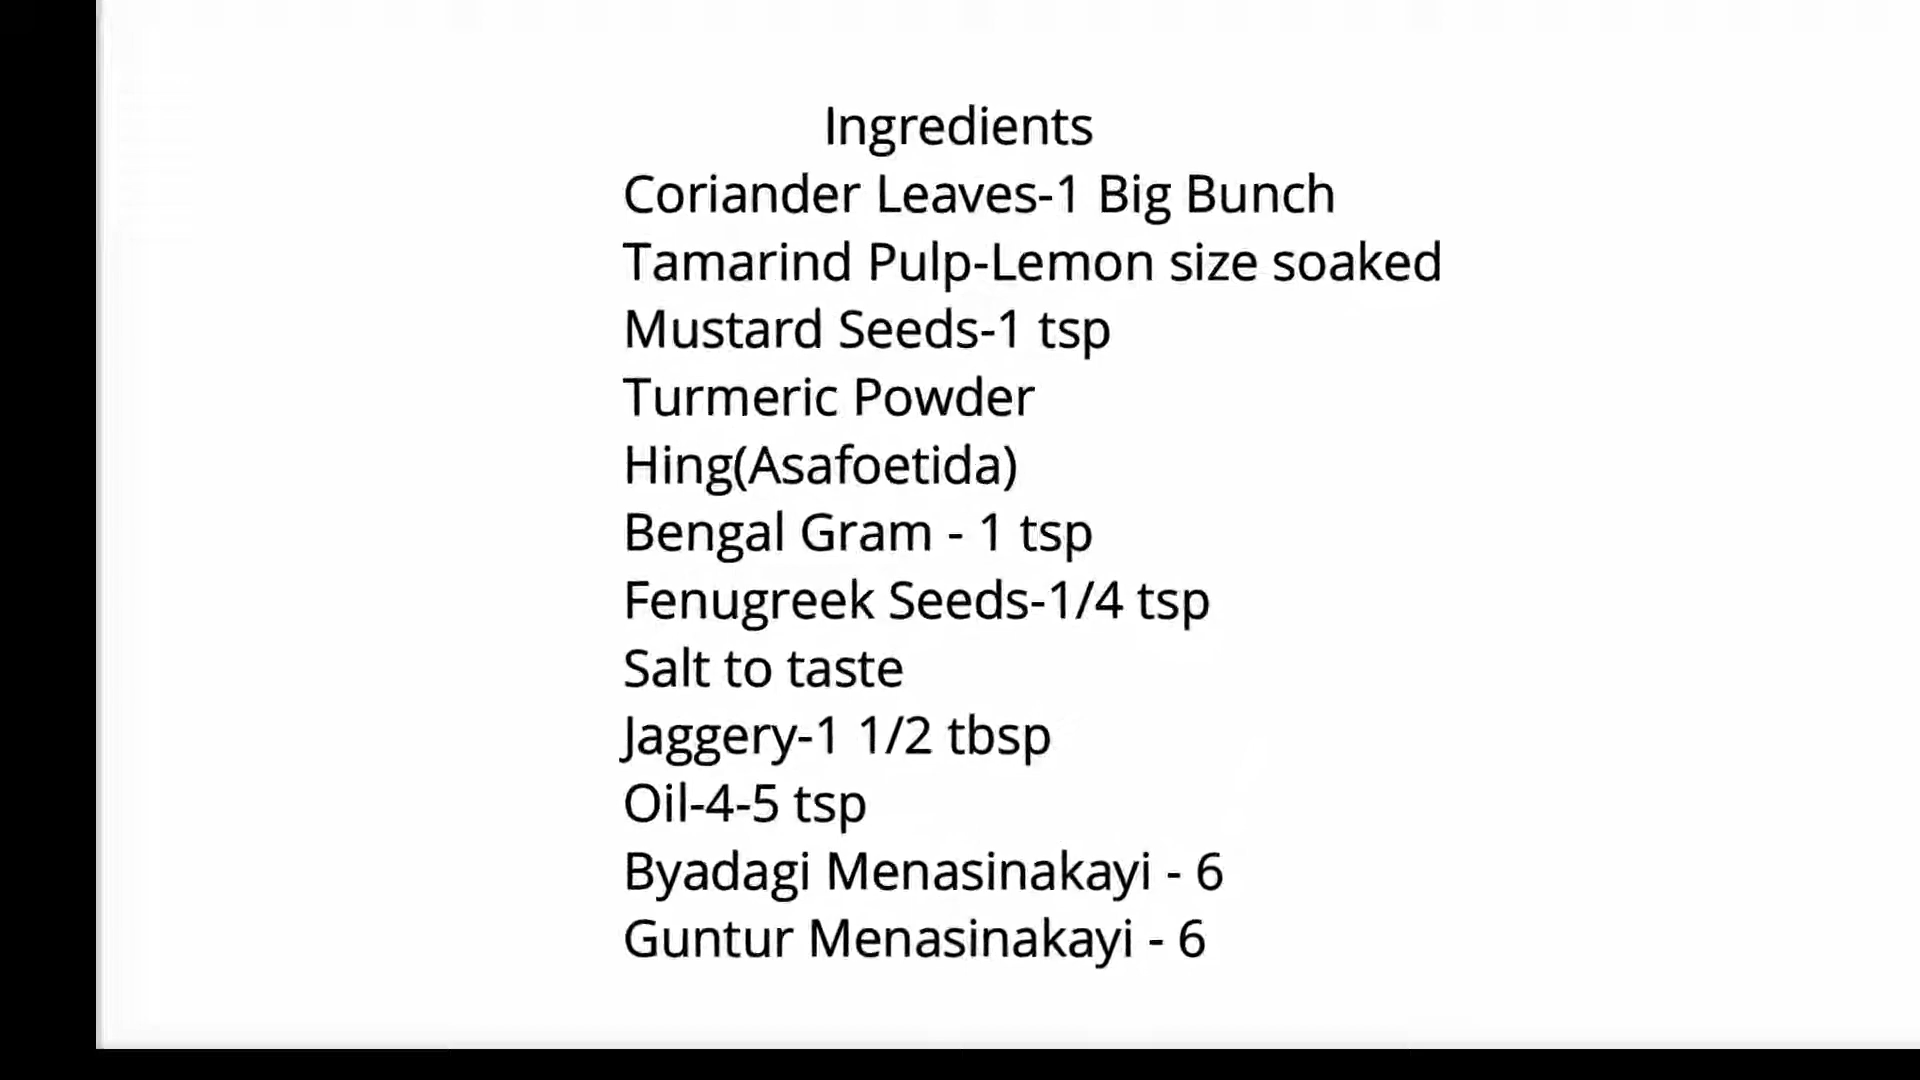 Ingredients
Coriander Leaves-1 Big Bunch
Tamarind Pulp-Lemon size soaked
Mustard Seeds-1 tsp
Turmeric Powder
Hing(Asafoetida)
Bengal Gram - 1 tsp
Fenugreek Seeds-1/4 tsp
Salt to taste
Jaggery-1 1/2 tbsp
Oil-4-5 tsp
Byadagi Menasinakayi - 6
Guntur Menasinakayi - 6